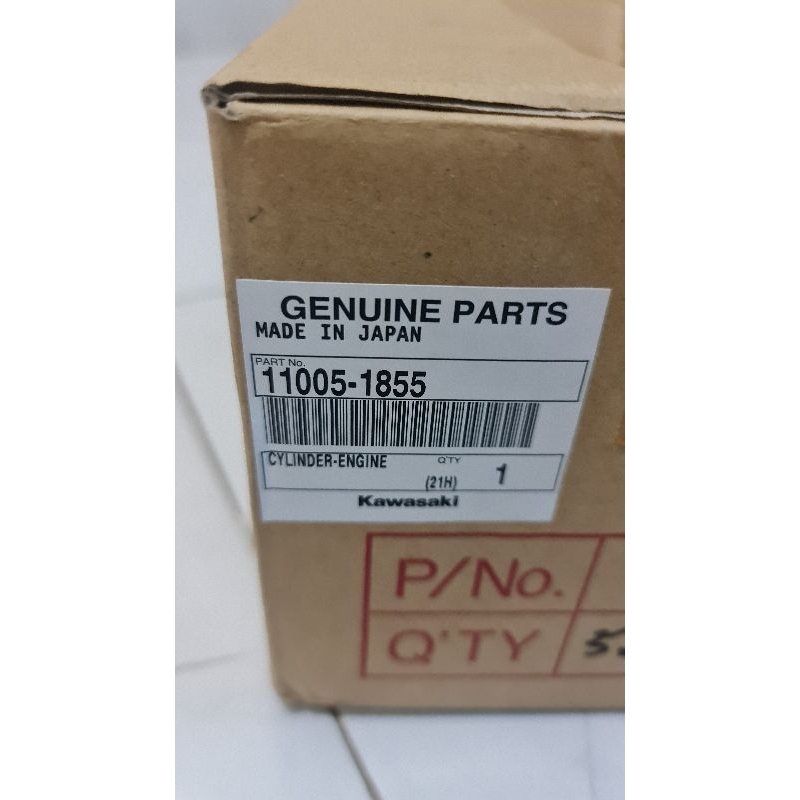 GENUINE PARTS
MADE IN JAPAN
PART No.
11005-1855
CYLINDER-ENGINE
Q'TY
(21H) 1
Kawasaki
P/No.
Q'TY